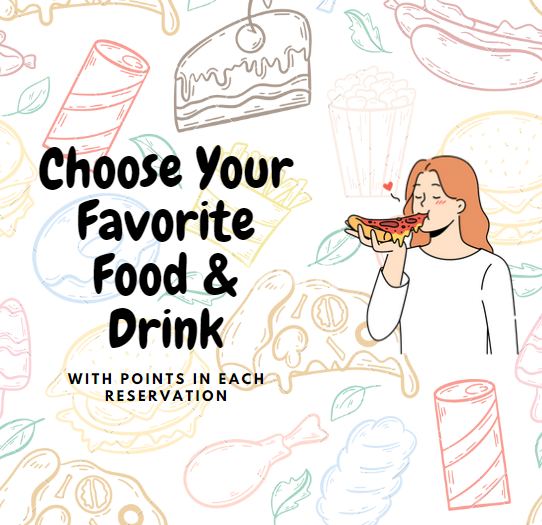 Choose Your
Favorite
Food &
Drink
WITH POINTS IN EACH
RESERVATION